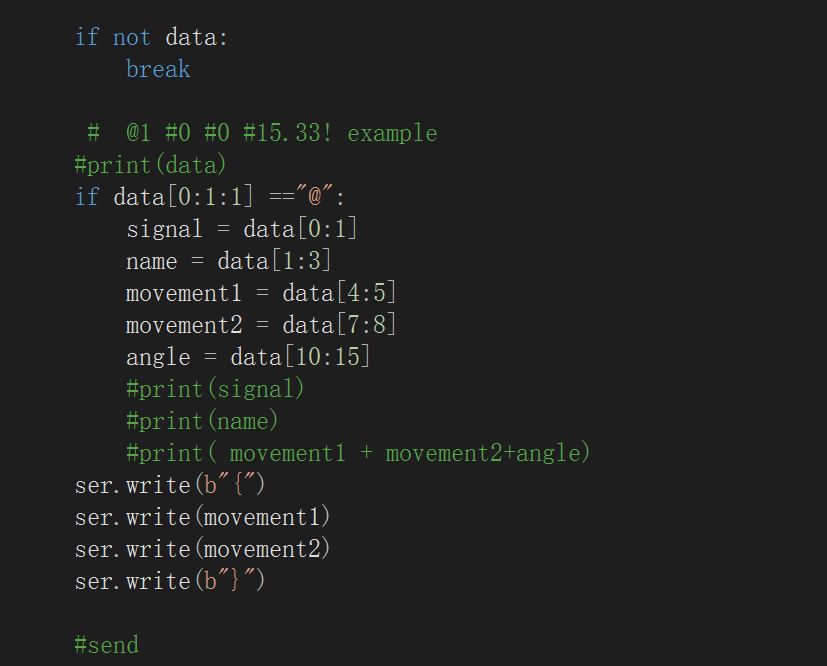 if not data:
break
# @1 #0 #0 #15.33! example
#print(data)
if data[0:1:1] =="@":
signal = data[0:1]
name = data[1:3]
movement1 = data[4:5]
movement2 = data[7:8]
angle = data[10:15]
#print(signal)
#print(name)
#print( movement1 + movement2+angle)
ser.write(b"{")
ser.write(movement1)
ser.write(movement2)
ser.write(b"}")
#send